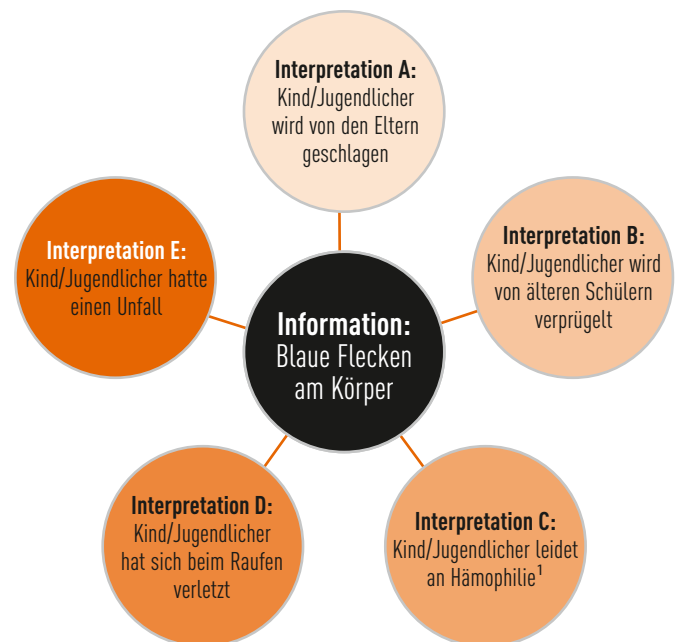 Interpretation A:
Kind/Jugendlicher
wird von den Eltern
geschlagen
Interpretation B:
Kind/Jugendlicher wird
von älteren Schülern
verprügelt
Interpretation E:
Kind/Jugendlicher hatte
einen Unfall
Information:
Blaue Flecken
am Körper
Interpretation D:
Kind/Jugendlicher
hat sich beim Raufen
verletzt
Interpretation C:
Kind/Jugendlicher leidet
an Hämophilie¹